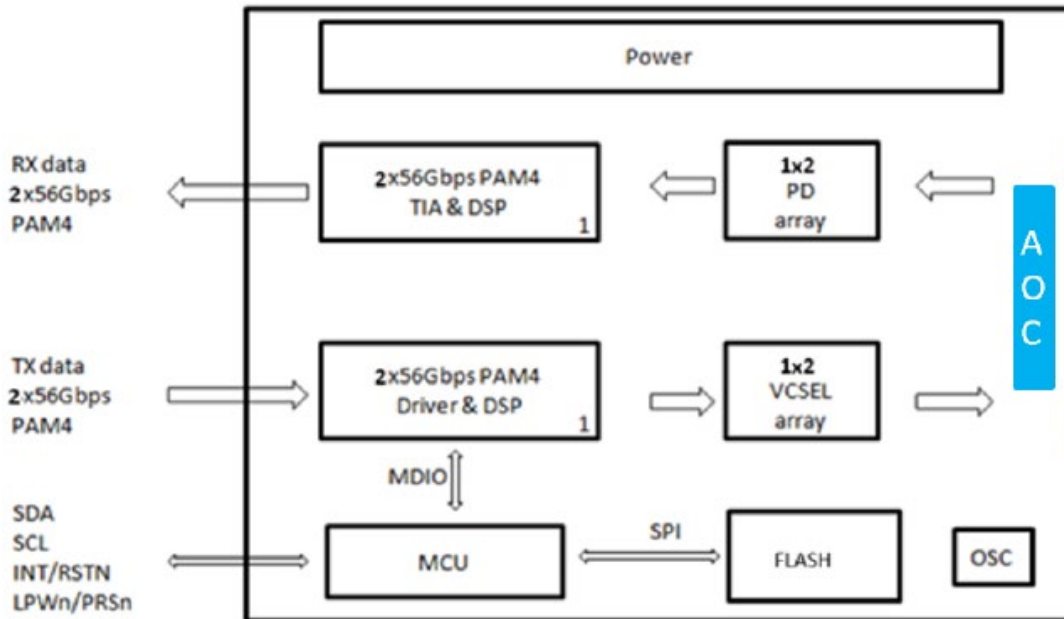 Power
RX data
2x56Gbps
PAM4
2x56Gbps PAM4
TIA & DSP
1
1x2
PD
array
A
O
C
TX data
2x56Gbps
PAM4
2x56Gbps PAM4
Driver & DSP
1
1x2
VCSEL
array
MDIO
SDA
SCL
INT/RSTN
LPWn/PRSn
MCU
SPI
FLASH
OSC